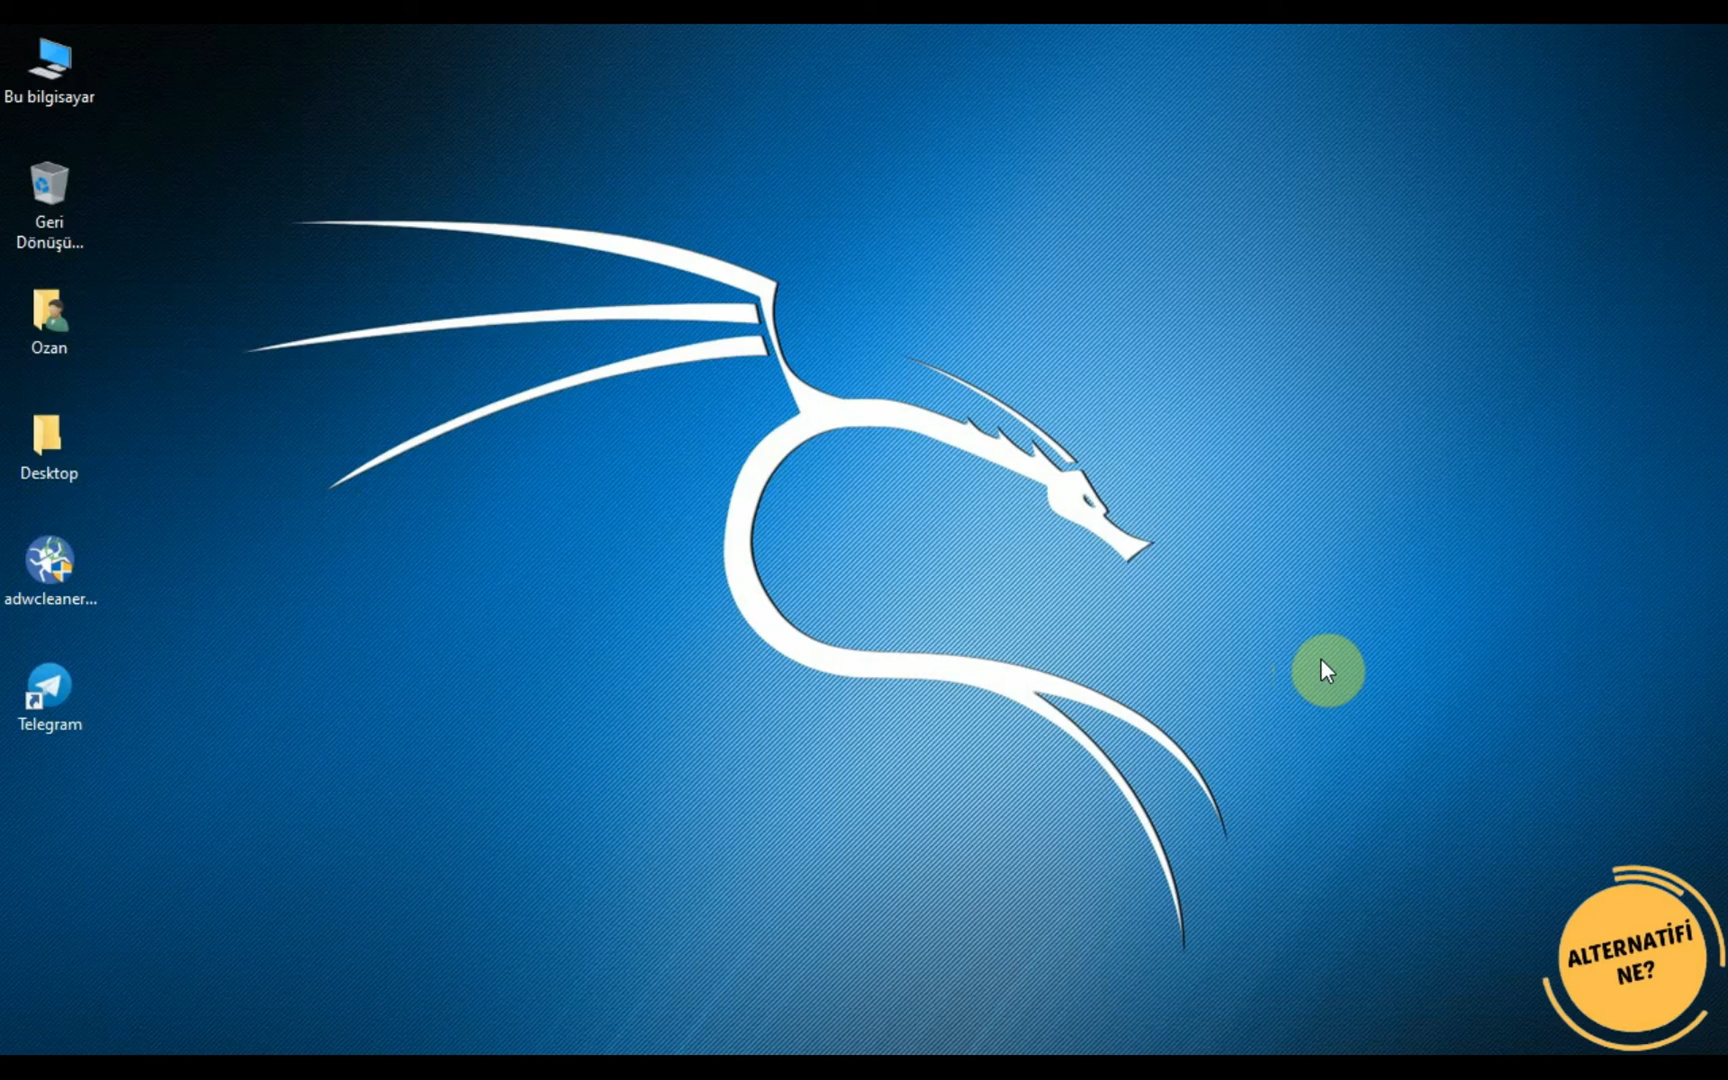 Bu bilgisayar
Geri
Dönüşü...
Ozan
Desktop
adwcleaner...
Telegram
ALTERNATİFİ
NE?